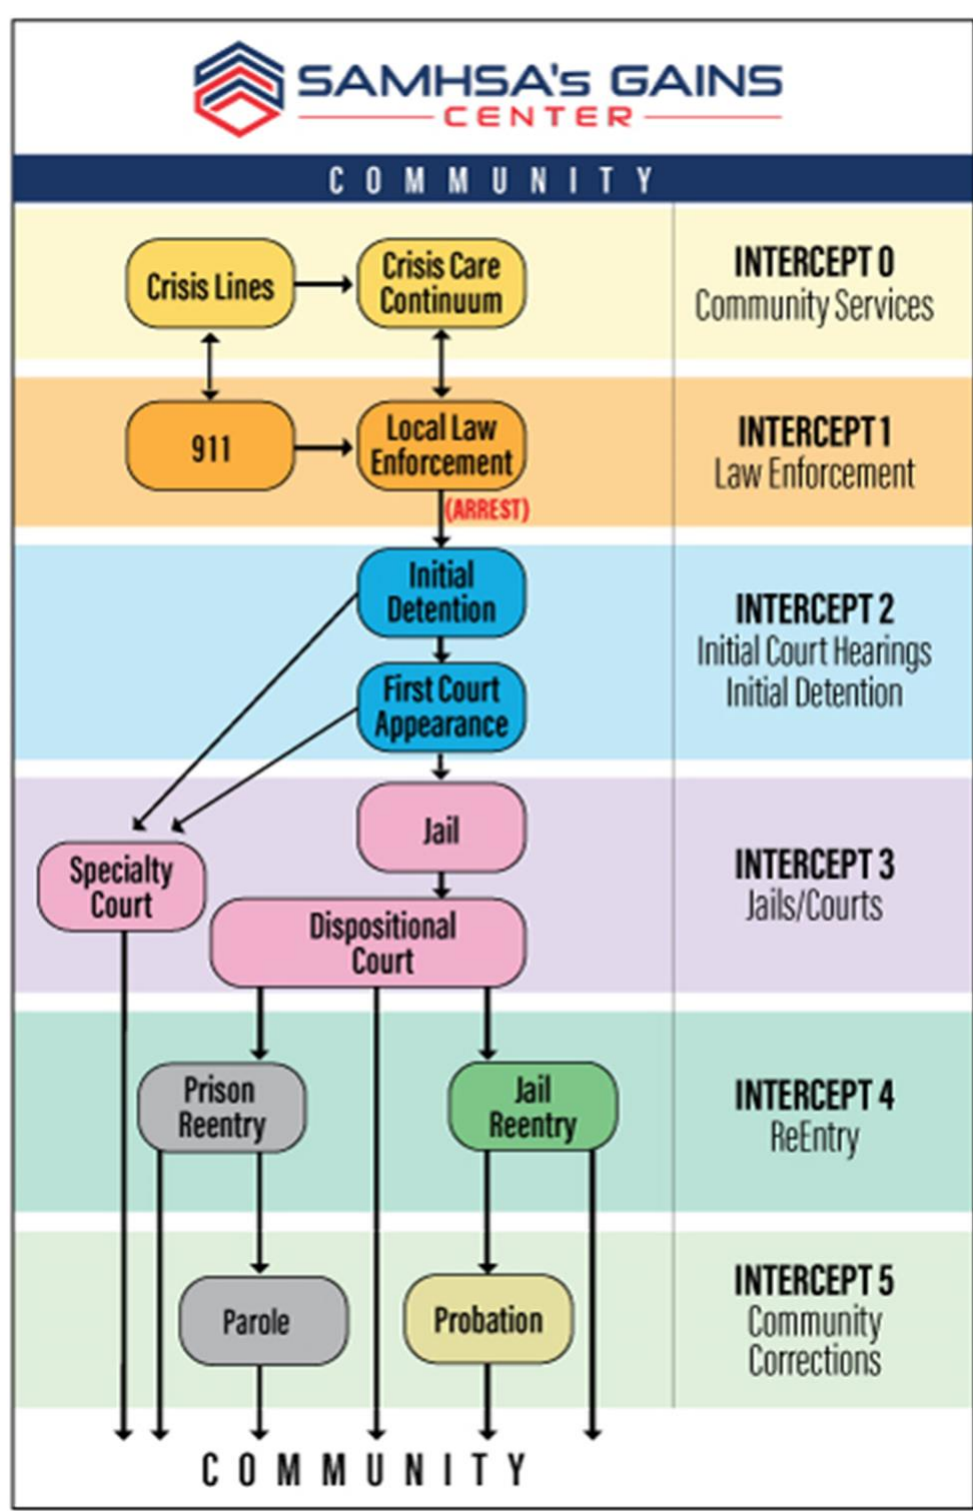 SAMHSA's GAINS
CENTER
COMMUNITY
Crisis Lines
Crisis Care
Continuum
INTERCEPT 0
Community Services
911
Local Law
Enforcement
INTERCEPT 1
Law Enforcement
(ARREST)
Initial
Detention
First Court
Appearance
INTERCEPT 2
Initial Court Hearings
Initial Detention
Jail
Specialty
Court
Dispositional
Court
INTERCEPT 3
Jails/Courts
Prison
Reentry
Jail
Reentry
INTERCEPT 4
ReEntry
Parole
Probation
INTERCEPT 5
Community
Corrections
COMMUNITY